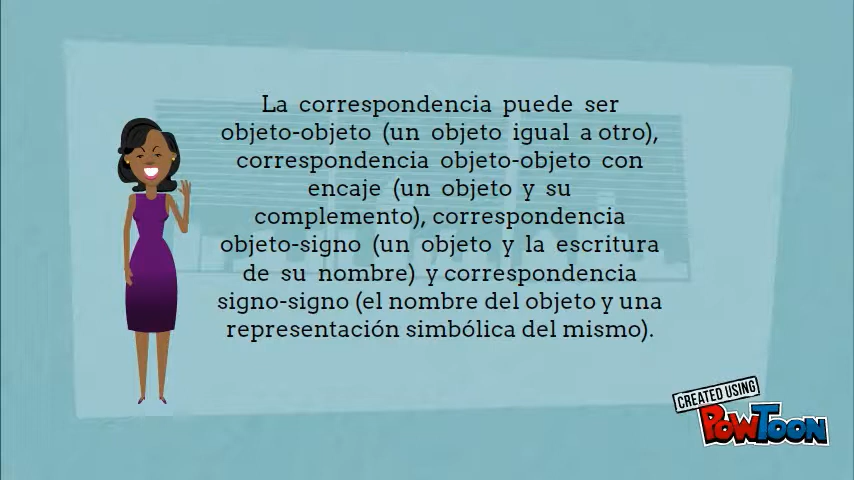 La correspondencia puede ser
objeto-objeto (un objeto igual a otro),
correspondencia objeto-objeto con
encaje (un objeto y su
complemento), correspondencia
objeto-signo (un objeto y la escritura
de su nombre) y correspondencia
signo-signo (el nombre del objeto y una
representación simbólica del mismo).
CREATED USING
POWTOON